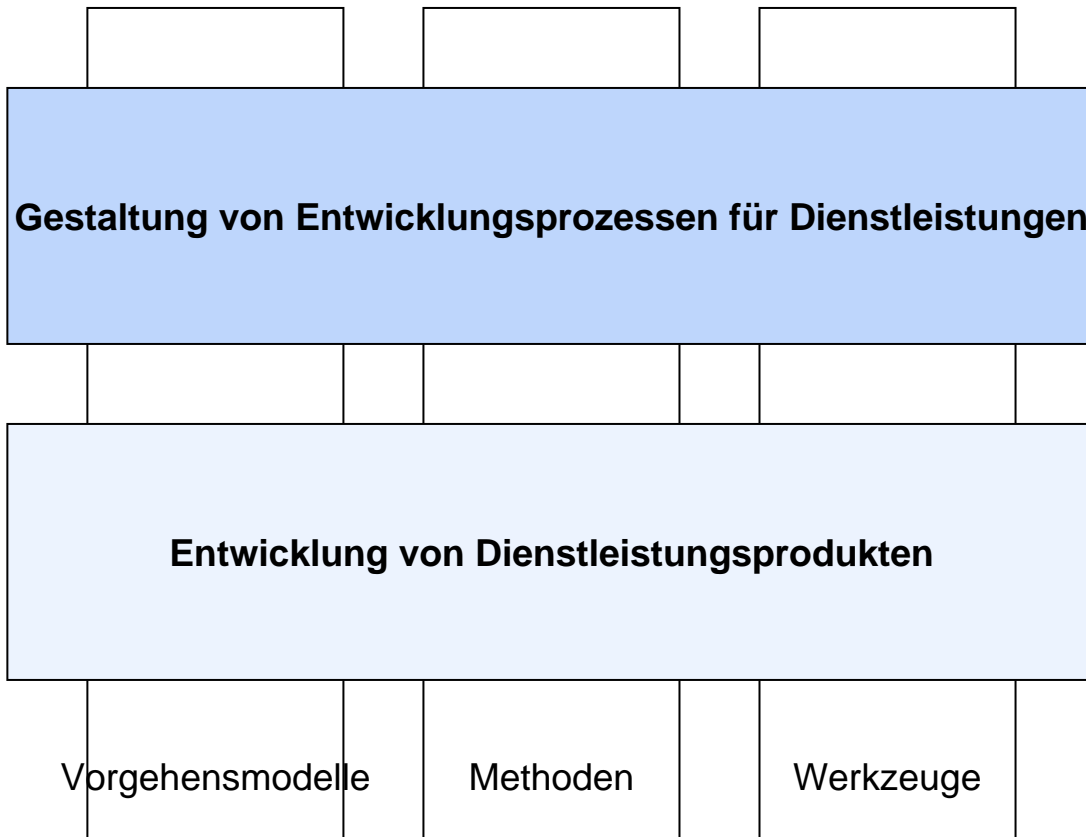 Gestaltung von Entwicklungsprozessen für Dienstleistungen
Entwicklung von Dienstleistungsprodukten
Vorgehensmodelle Methoden Werkzeuge